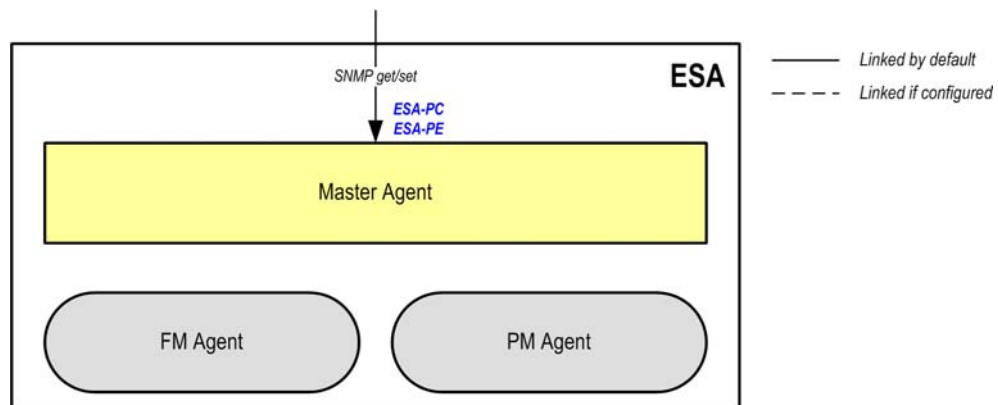 SNMP get/set
ESA
ESA-PC
ESA-PE
Master Agent
FM Agent
PM Agent
Linked by default
Linked if configured